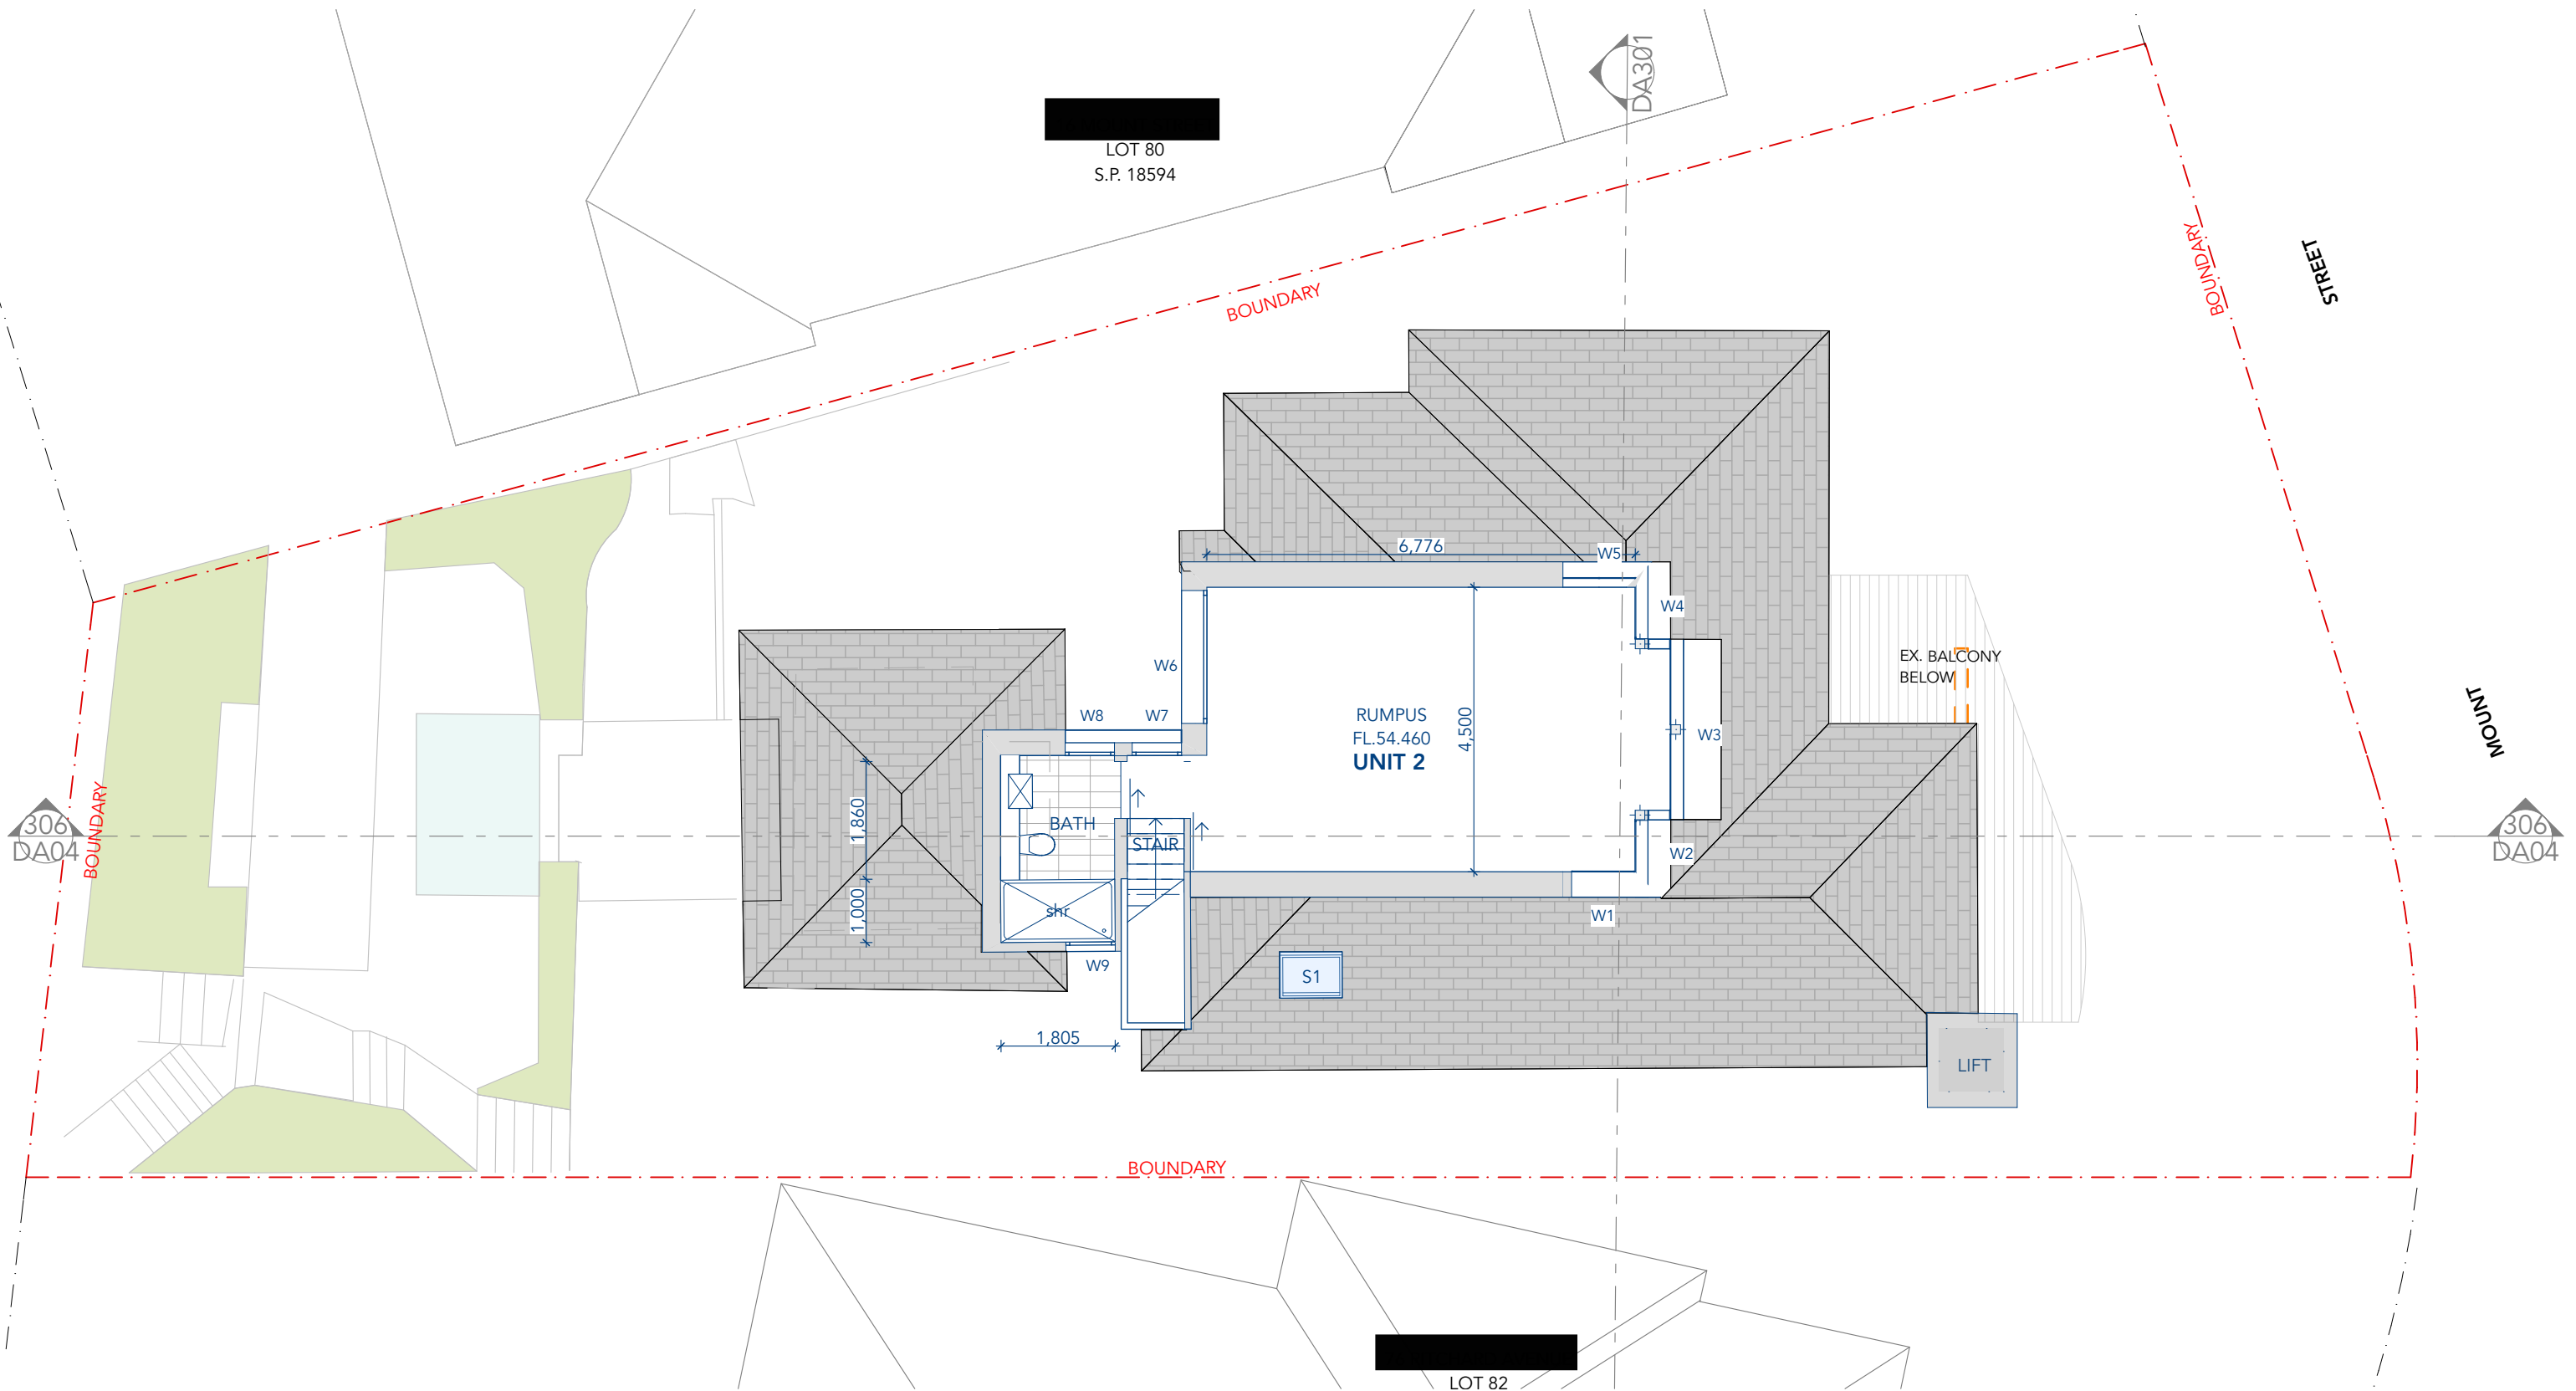 DA301
LOT 80
S.P. 18594
STREET
BOUNDARY
BOUNDARY
6,776
W5
W4
EX. BALCONY
BELOW
W6
RUMPUS
FL.54.460
UNIT 2
4,500
W8
W7
W3
MOUNT
306
DA04
BOUNDARY
1,860
BATH
STAIR
W2
306
DA04
1,000
shr
W1
W9
S1
1,805
LIFT
BOUNDARY
LOT 82